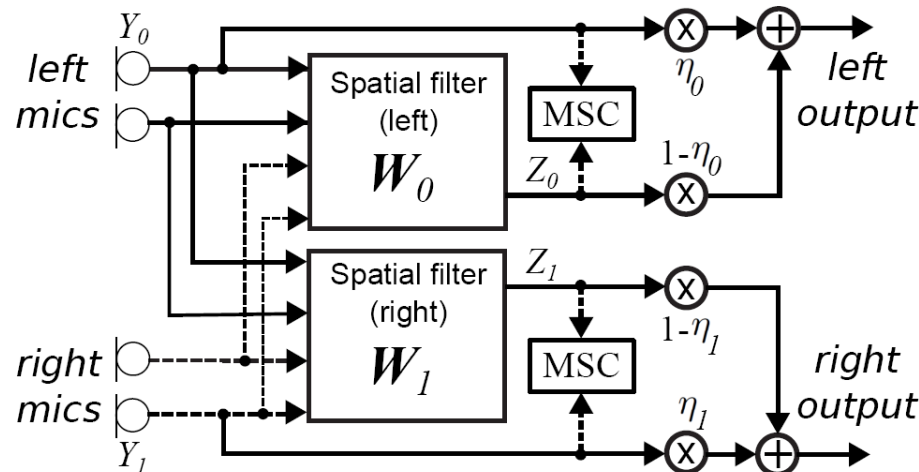 Y₀
left
mics
Spatial filter
(left)
W₀
MSC
Z₀
x
η₀
1-η₀
x
+
left
output
Spatial filter
(right)
W₁
Z₁
MSC
x
1-η₁
η₁
x
+
right
output
right
mics
Y₁